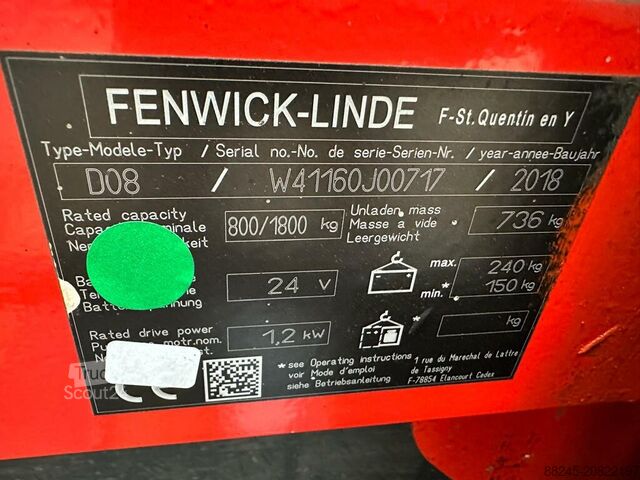 FENWICK-LINDE F-St.Quentin en Y
Type-Modele-Typ / Serial no.-No. de serie-Serien-Nr. / year-annee-Baujahr
D08 / W41160J00717 / 2018
Rated capacity 800/1800 kg Unladen mass 736 kg
Masse a vide
Leergewicht
max. 240 kg
min.* 150 kg
24 V
kg
Rated drive power 1,2 kW
motr.nom.
*see Operating instructions
voir Mode d'emploi
siehe Betriebsanleitung
1 rue du Marechal de Lattre
de Tassigny
F-78854 Elancourt Cedex
CE